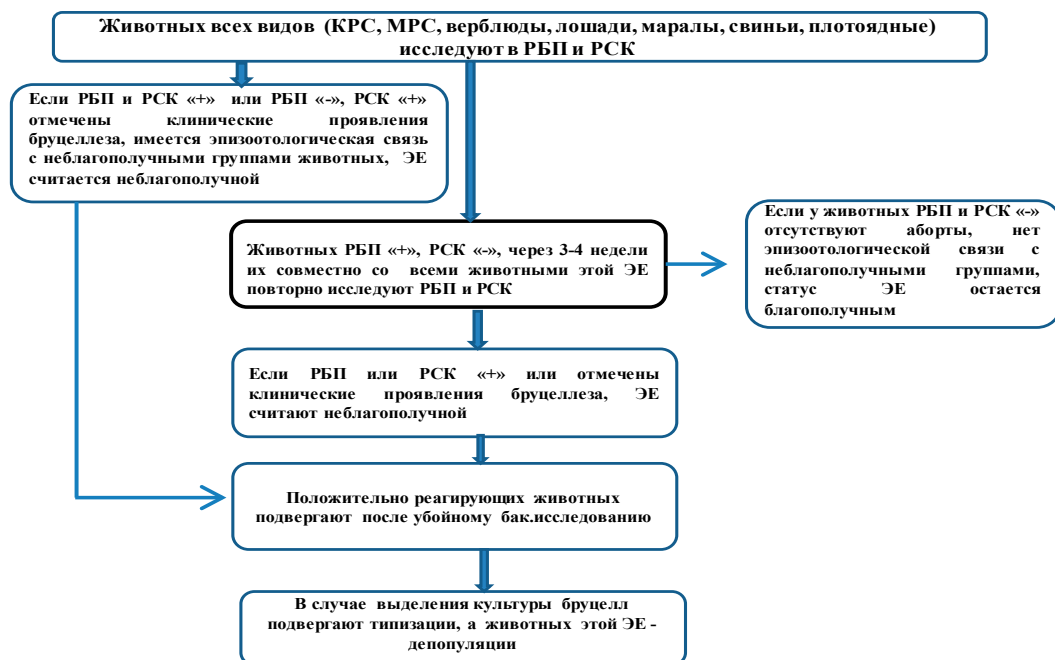 Животных всех видов (КРС, МРС, верблюды, лошади, маралы, свиньи, плотоядные)
исследуют в РБП и РСК
Если РБП и РСК «+» или РБП «-», РСК «+»
отмечены клинические проявления
бруцеллеза, имеется эпизоотологическая связь
с неблагополучными группами животных, ЭЕ
считается неблагополучной
Животных РБП «+», РСК «-», через 3-4 недели
их совместно со всеми животными этой ЭЕ
повторно исследуют РБП и РСК
Если у животных РБП и РСК «-»
отсутствуют аборты, нет
эпизоотологической связи с
неблагополучными группами,
статус ЭЕ остается
благополучным
Если РБП или РСК «+» или отмечены
клинические проявления бруцеллеза, ЭЕ
считают неблагополучной
Положительно реагирующих животных
подвергают после убойному бак.исследованию
В случае выделения культуры бруцелл
подвергают типизации, а животных этой ЭЕ -
депопуляции